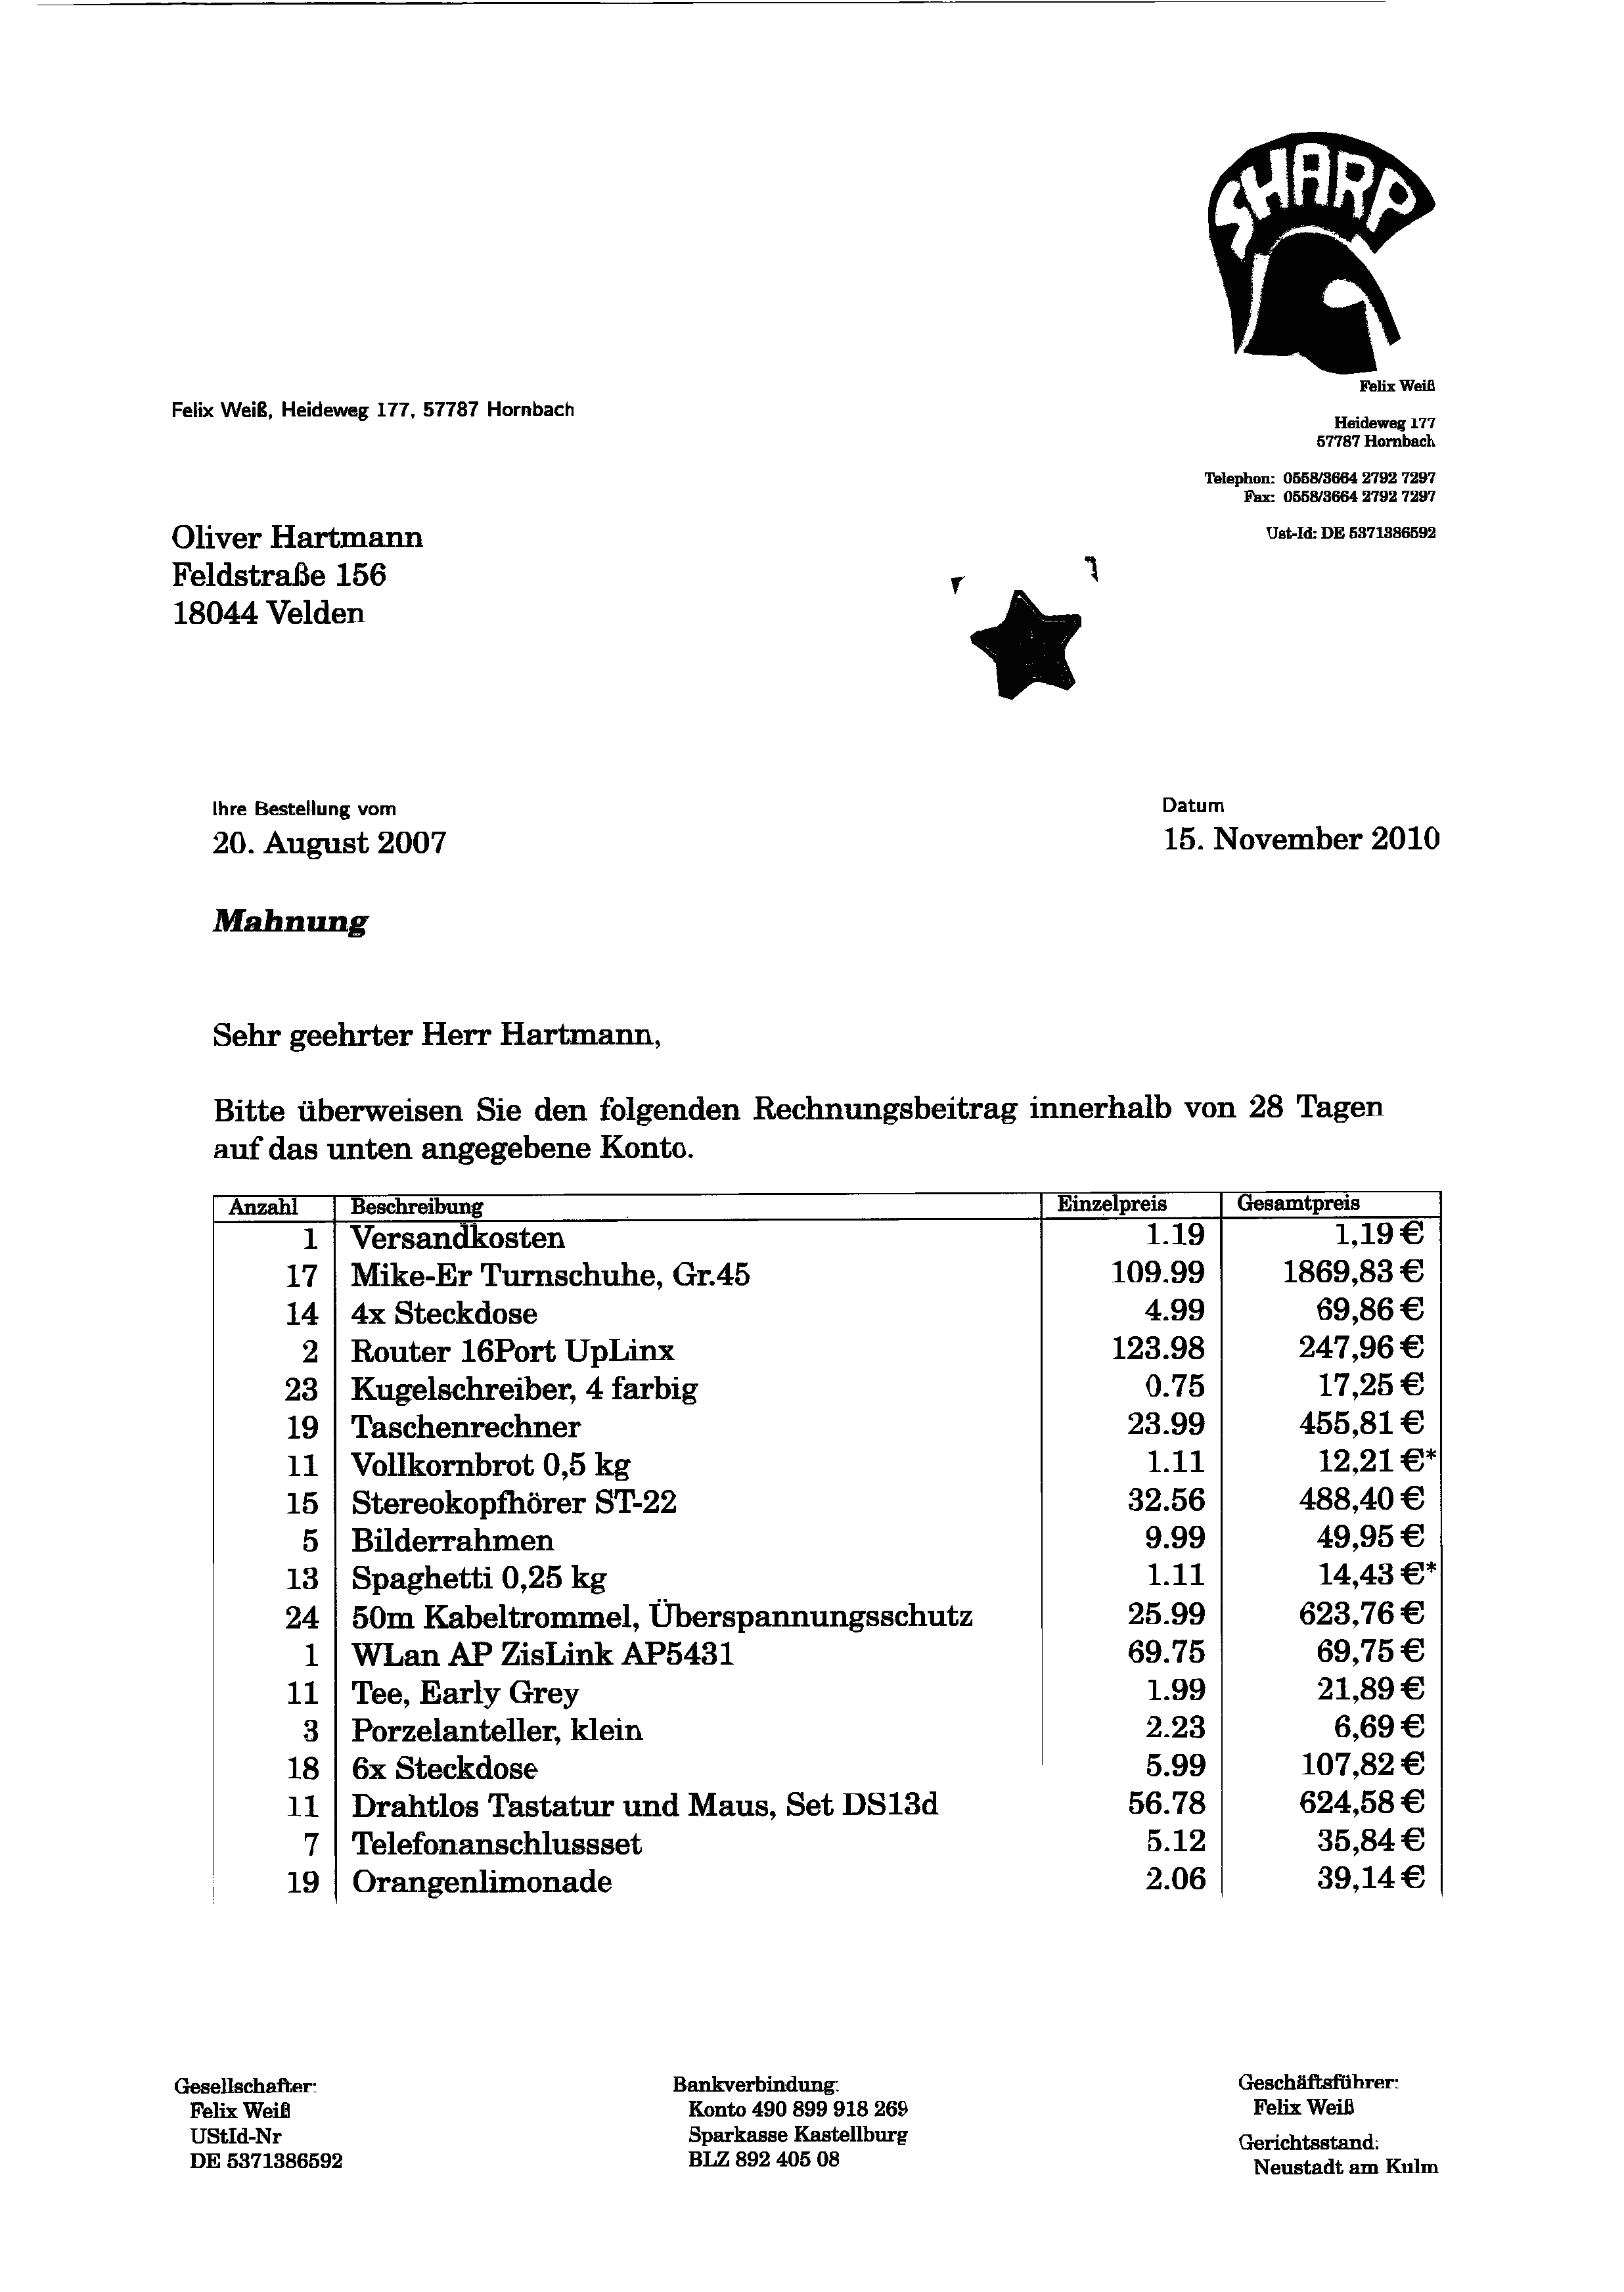 SHARP
Felix Weiß
Felix Weiß, Heideweg 177, 57787 Hornbach
Heideweg 177
57787 Hornbach
Telephon: 0558/3664 2792 7297
Fax: 0558/3664 2792 7297
Ust-Id: DE 5371386592
Oliver Hartmann
Feldstraße 156
18044 Velden
Ihre Bestellung vom
20. August 2007
Datum
15. November 2010
Mahnung
Sehr geehrter Herr Hartmann,
Bitte überweisen Sie den folgenden Rechnungsbeitrag innerhalb von 28 Tagen
auf das unten angegebene Konto.
Anzahl Beschreibung Einzelpreis Gesamtpreis
1 Versandkosten 1.19 1,19 €
17 Mike-Er Turnschuhe, Gr.45 109.99 1869,83 €
14 4x Steckdose 4.99 69,86 €
2 Router 16Port UpLinx 123.98 247,96 €
23 Kugelschreiber, 4 farbig 0.75 17,25 €
19 Taschenrechner 23.99 455,81 €
11 Vollkornbrot 0,5 kg 1.11 12,21 €*
15 Stereokopfhörer ST-22 32.56 488,40 €
5 Bilderrahmen 9.99 49,95 €
13 Spaghetti 0,25 kg 1.11 14,43 €*
24 50m Kabeltrommel, Überspannungsschutz 25.99 623,76 €
1 WLan AP ZisLink AP5431 69.75 69,75 €
11 Tee, Early Grey 1.99 21,89 €
3 Porzelanteller, klein 2.23 6,69 €
18 6x Steckdose 5.99 107,82 €
11 Drahtlos Tastatur und Maus, Set DS13d 56.78 624,58 €
7 Telefonanschlussset 5.12 35,84 €
19 Orangenlimonade 2.06 39,14 €
Gesellschafter:
Felix Weiß
UStId-Nr
DE 5371386592
Bankverbindung:
Konto 490 899 918 269
Sparkasse Kastellburg
BLZ 892 405 08
Geschäftsführer:
Felix Weiß
Gerichtsstand:
Neustadt am Kulm